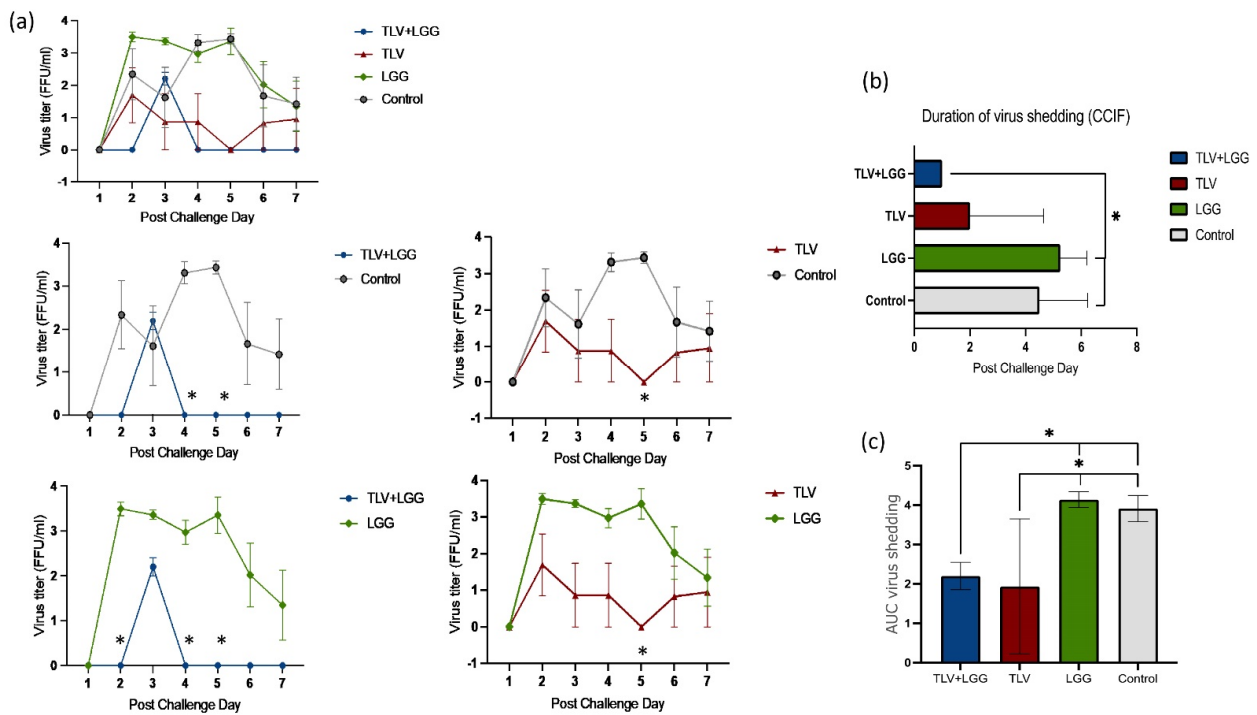 (a)
Virus titer (FFU/ml)
4
3
2
1
0
-1
1 2 3 4 5 6 7
Post Challenge Day
TLV+LGG
TLV
LGG
Control
Virus titer (FFU/ml)
4
3
2
1
0
* *
1 2 3 4 5 6 7
Post Challenge Day
TLV+LGG
Control
Virus titer (FFU/ml)
4
3
2
1
0
-1
*
1 2 3 4 5 6 7
Post Challenge Day
TLV
Control
Virus titer (FFU/ml)
4
3
2
1
0
* * *
1 2 3 4 5 6 7
Post Challenge Day
TLV+LGG
LGG
Virus titer (FFU/ml)
4
3
2
1
0
-1
*
1 2 3 4 5 6 7
Post Challenge Day
TLV
LGG
(b)
Duration of virus shedding (CCIF)
TLV+LGG
TLV
LGG
Control
*
0 2 4 6 8
Post Challenge Day
TLV+LGG
TLV
LGG
Control
(c)
AUC virus shedding
5
4
3
2
1
0
*
*
TLV+LGG TLV LGG Control